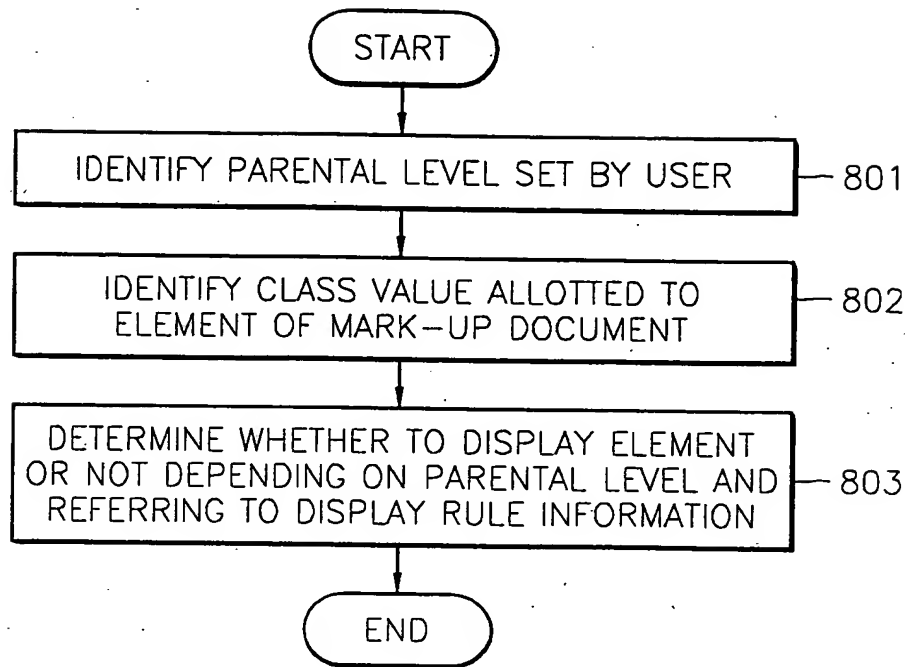 START
IDENTIFY PARENTAL LEVEL SET BY USER
801
IDENTIFY CLASS VALUE ALLOTTED TO
ELEMENT OF MARK-UP DOCUMENT
802
DETERMINE WHETHER TO DISPLAY ELEMENT
OR NOT DEPENDING ON PARENTAL LEVEL AND
REFERRING TO DISPLAY RULE INFORMATION
803
END